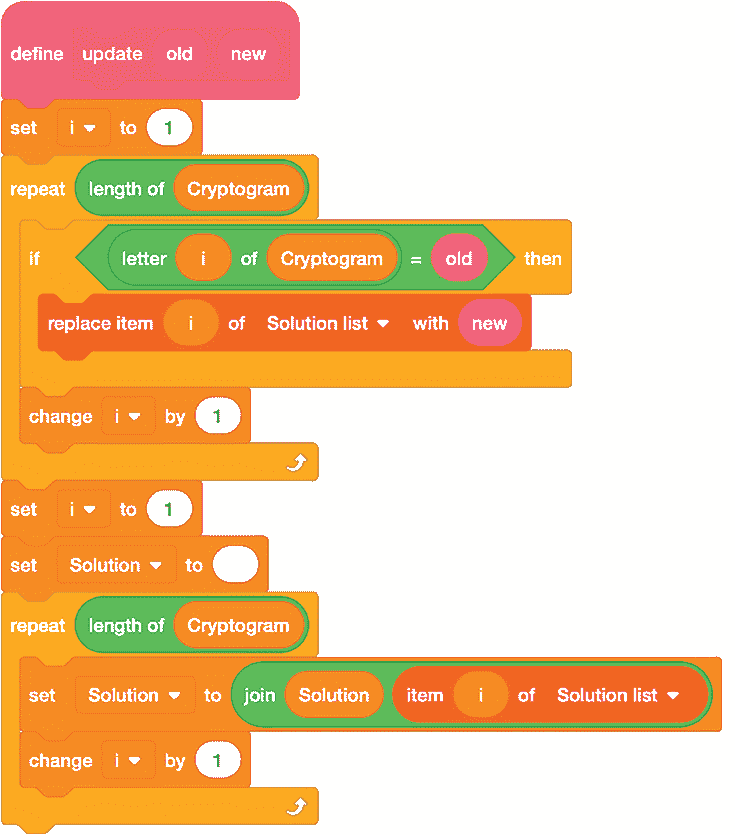 define update old new
set i to 1
repeat length of Cryptogram
if letter i of Cryptogram = old then
replace item i of Solution list with new
change i by 1
set i to 1
set Solution to
repeat length of Cryptogram
set Solution to join Solution item i of Solution list
change i by 1